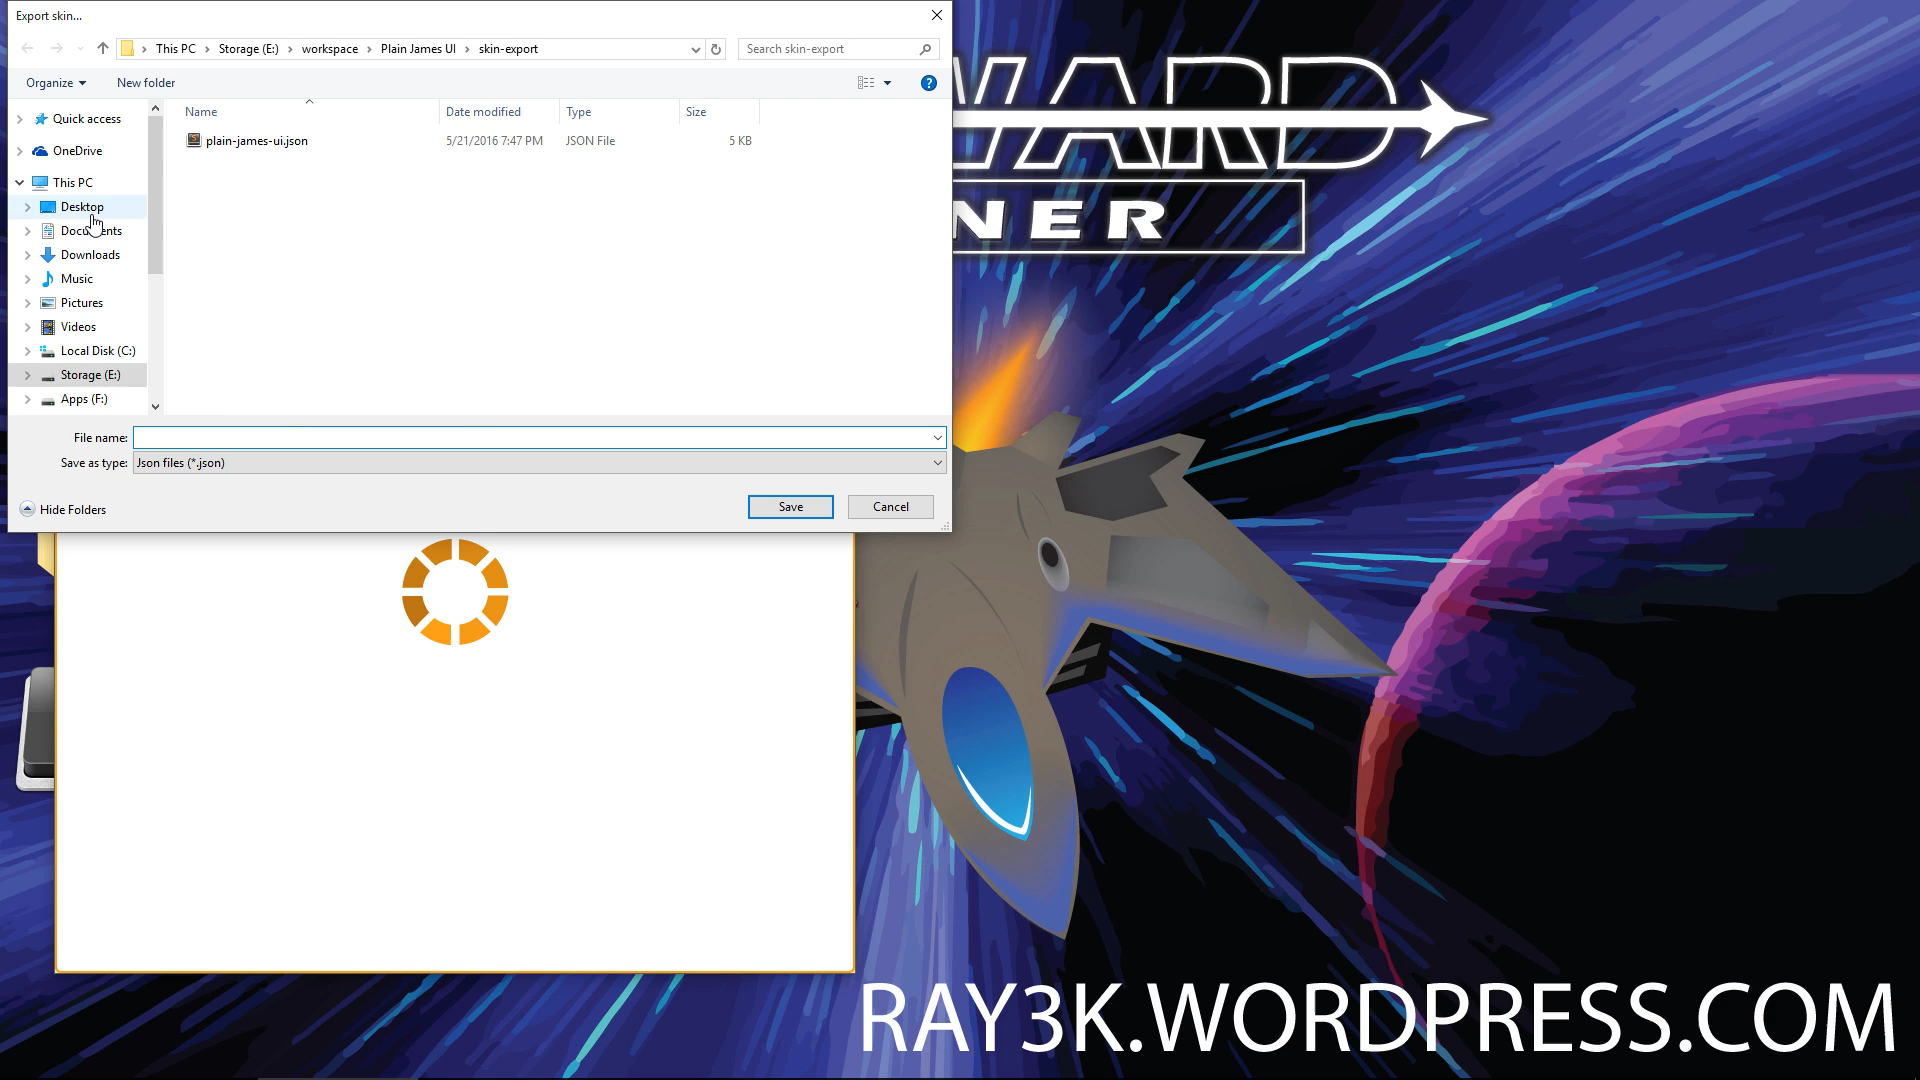 Export skin...
This PC > Storage (E:) > workspace > Plain James UI > skin-export
Search skin-export
Organize
New folder
?
Quick access
OneDrive
This PC
Desktop
Documents
Downloads
Music
Pictures
Videos
Local Disk (C:)
Storage (E:)
Apps (F:)
Name Date modified Type Size
plain-james-ui.json 5/21/2016 7:47 PM JSON File 5 KB
File name:
Save as type: Json files (*.json)
Hide Folders
Save
Cancel
NER
RAY3K.WORDPRESS.COM